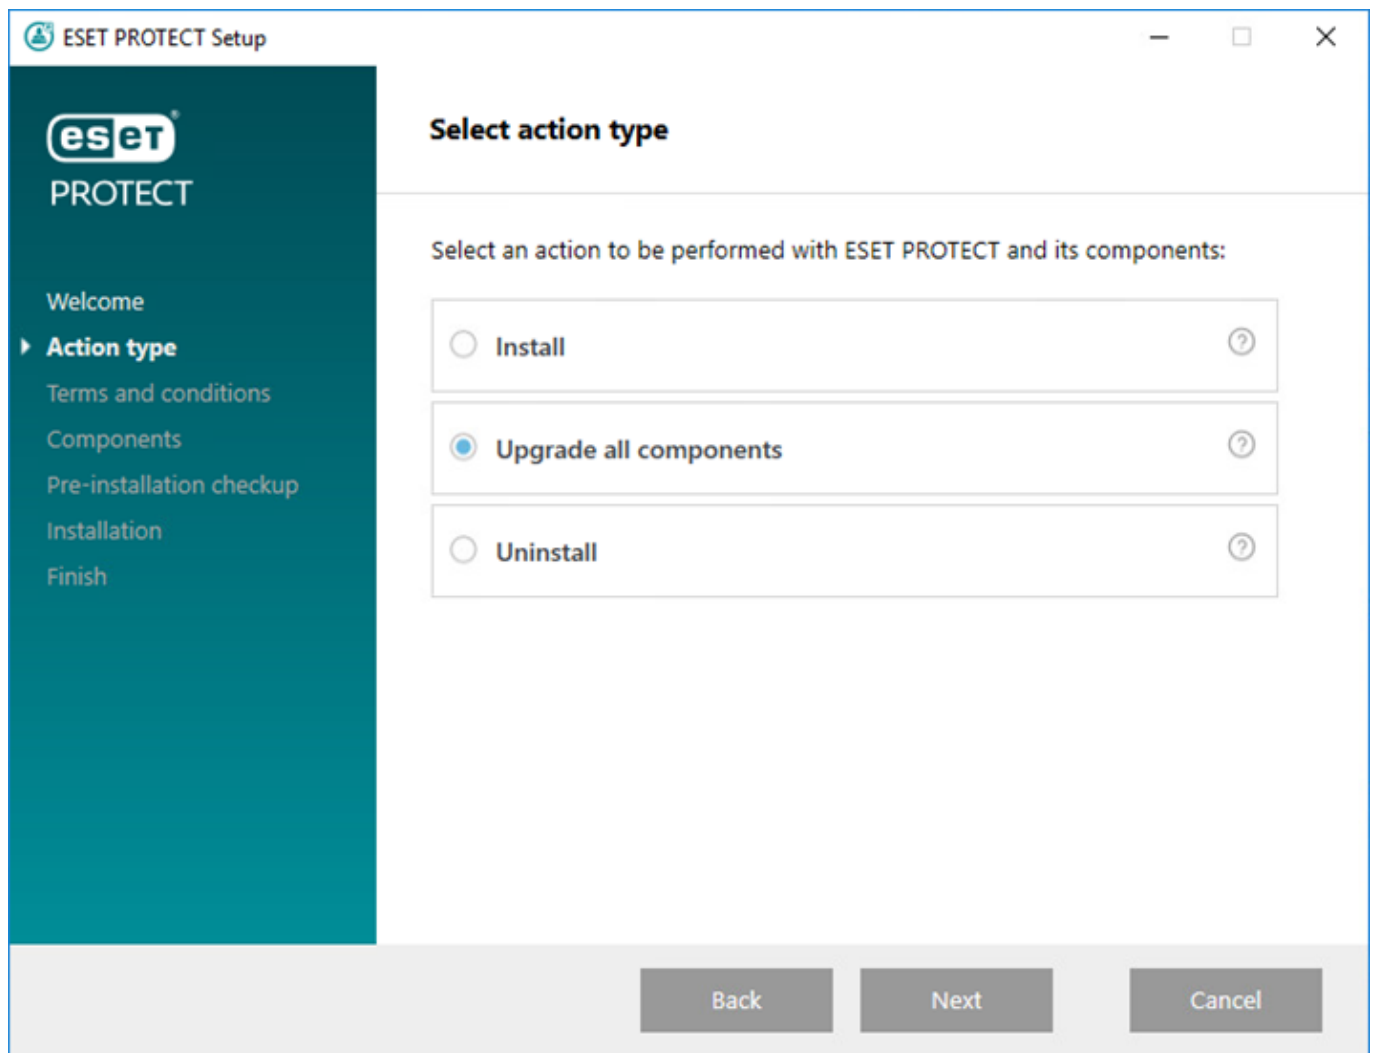 ESET PROTECT Setup
eseT®
PROTECT
Welcome
Action type
Terms and conditions
Components
Pre-installation checkup
Installation
Finish
Select action type
Select an action to be performed with ESET PROTECT and its components:
Install
?
Upgrade all components
?
Uninstall
?
Back
Next
Cancel